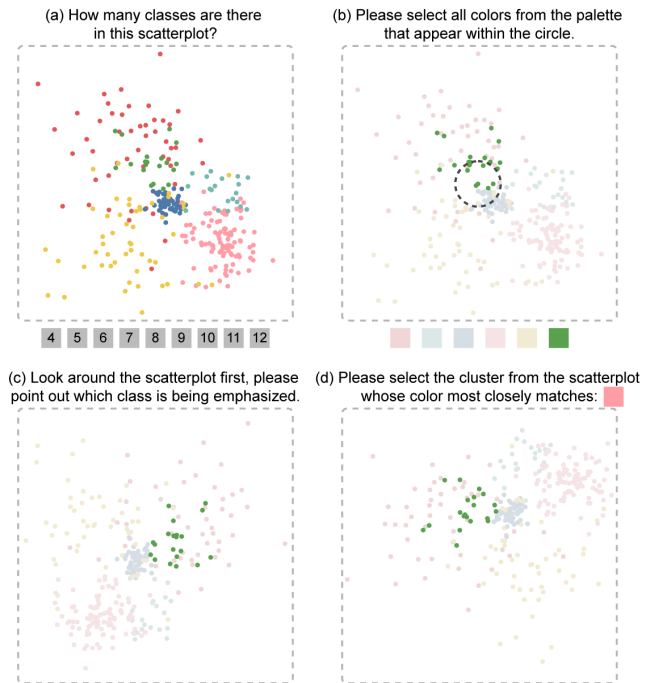 (a) How many classes are there
in this scatterplot?
(b) Please select all colors from the palette
that appear within the circle.
4 5 6 7 8 9 10 11 12
(c) Look around the scatterplot first, please
point out which class is being emphasized.
(d) Please select the cluster from the scatterplot
whose color most closely matches: